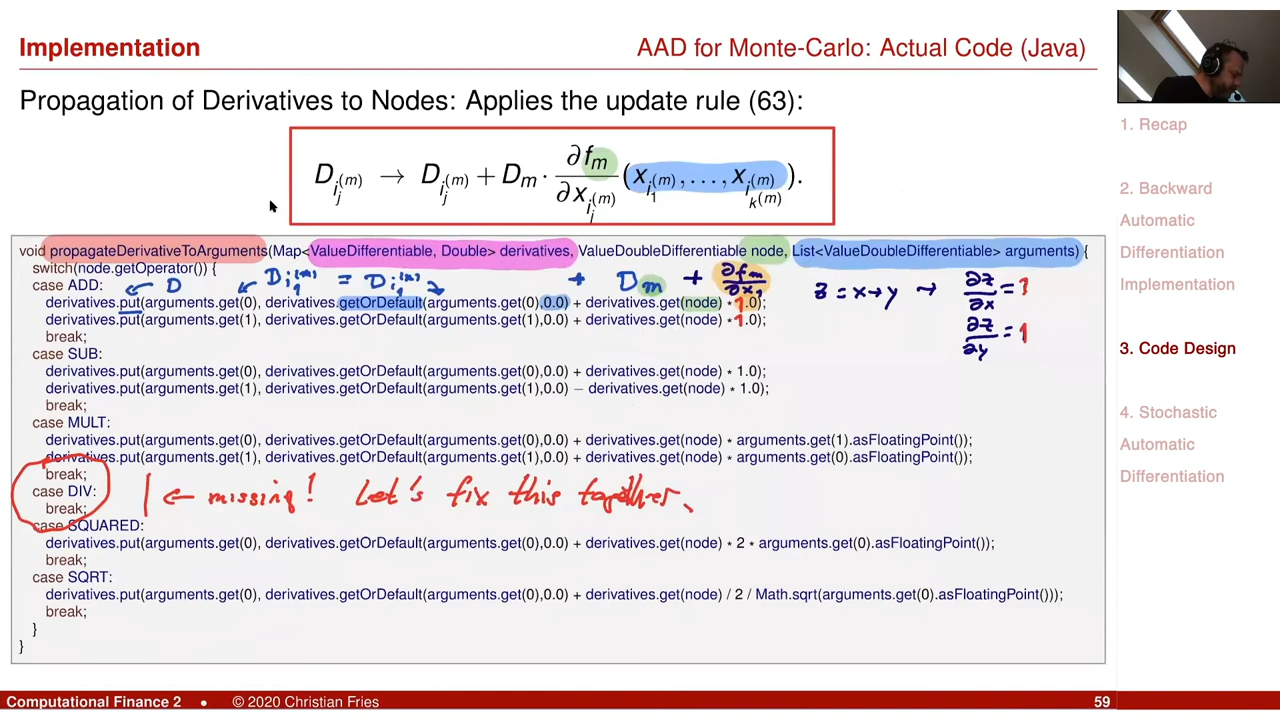 Implementation
AAD for Monte-Carlo: Actual Code (Java)
Propagation of Derivatives to Nodes: Applies the update rule (63):
D_{i_j^{(m)}} → D_{i_j^{(m)}} + D_m · ∂f_m / ∂x_{i_j^{(m)}} (x_{i_1^{(m)}}, . . . , x_{i_{k^{(m)}}^{(m)}}).
void propagateDerivativeToArguments(Map<ValueDifferentiable, Double> derivatives, ValueDoubleDifferentiable node, List<ValueDoubleDifferentiable> arguments) {
switch(node.getOperator()) {
← D ↙ D_{i_1^{(m)}} = D_{i_1^{(m)}} + D_m + ∂f_m / ∂x_1
z = x+y → ∂z/∂x = 1
∂z/∂y = 1
case ADD:
derivatives.put(arguments.get(0), derivatives.getOrDefault(arguments.get(0),0.0) + derivatives.get(node) * 1.0);
derivatives.put(arguments.get(1), derivatives.getOrDefault(arguments.get(1),0.0) + derivatives.get(node) * 1.0);
break;
case SUB:
derivatives.put(arguments.get(0), derivatives.getOrDefault(arguments.get(0),0.0) + derivatives.get(node) * 1.0);
derivatives.put(arguments.get(1), derivatives.getOrDefault(arguments.get(1),0.0) − derivatives.get(node) * 1.0);
break;
case MULT:
derivatives.put(arguments.get(0), derivatives.getOrDefault(arguments.get(0),0.0) + derivatives.get(node) * arguments.get(1).asFloatingPoint());
derivatives.put(arguments.get(1), derivatives.getOrDefault(arguments.get(1),0.0) + derivatives.get(node) * arguments.get(0).asFloatingPoint());
break;
case DIV:
← missing! Let's fix this together.
break;
case SQUARED:
derivatives.put(arguments.get(0), derivatives.getOrDefault(arguments.get(0),0.0) + derivatives.get(node) * 2 * arguments.get(0).asFloatingPoint());
break;
case SQRT:
derivatives.put(arguments.get(0), derivatives.getOrDefault(arguments.get(0),0.0) + derivatives.get(node) / 2 / Math.sqrt(arguments.get(0).asFloatingPoint()));
break;
}
}
1. Recap
2. Backward
Automatic
Differentiation
Implementation
3. Code Design
4. Stochastic
Automatic
Differentiation
Computational Finance 2 • © 2020 Christian Fries
59